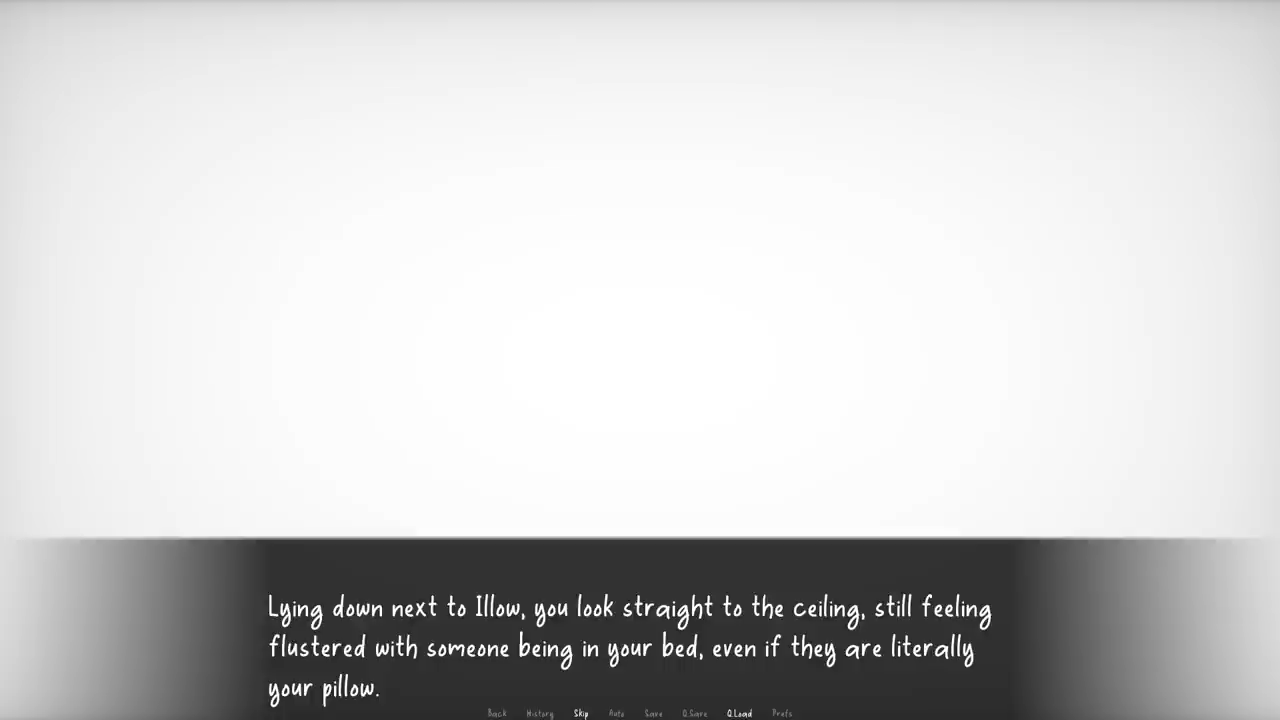 Lying down next to Illow, you look straight to the ceiling, still feeling
flustered with someone being in your bed, even if they are literally
your pillow.
Back History Skip Auto Save Q.Save Q.Load Prefs